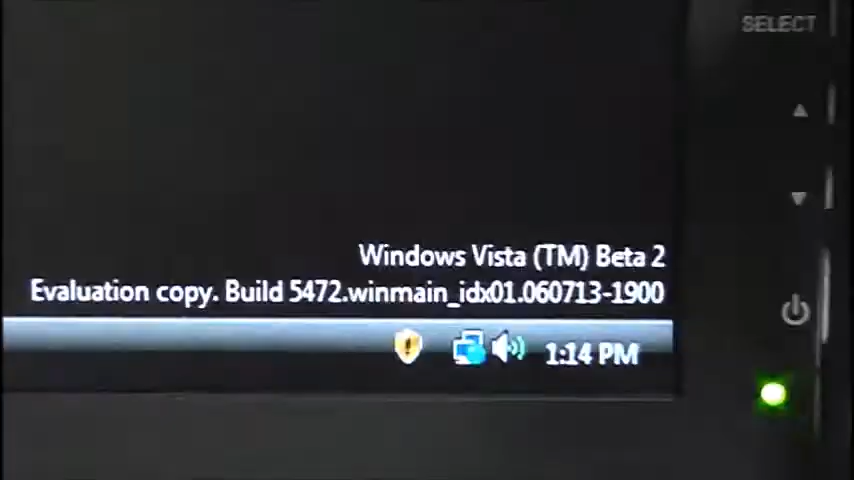 SELECT
Windows Vista (TM) Beta 2
Evaluation copy. Build 5472.winmain_idx01.060713-1900
1:14 PM